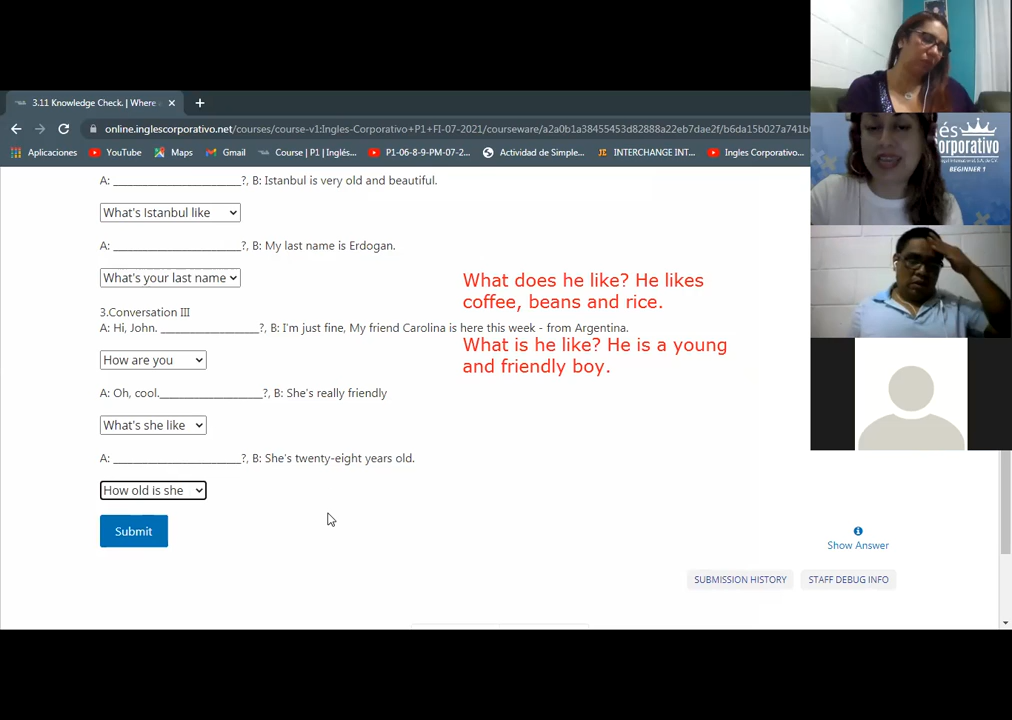 3.11 Knowledge Check. | Where
online.inglescorporativo.net/courses/course-v1:Ingles-Corporativo+P1+FI-07-2021/courseware/a2a0b1a38455453d82888a22eb7dae2f/b6da15b027a741b
Aplicaciones YouTube Maps Gmail Course | P1 | Inglés... P1-06-8-9-PM-07-2... Actividad de Simple... INTERCHANGE INT... Ingles Corporativo...
A: ________________________?, B: Istanbul is very old and beautiful.
What's Istanbul like
A: ________________________?, B: My last name is Erdogan.
What's your last name
3.Conversation III
A: Hi, John. __________________?, B: I'm just fine, My friend Carolina is here this week - from Argentina.
How are you
A: Oh, cool.____________________?, B: She's really friendly
What's she like
A: ________________________?, B: She's twenty-eight years old.
How old is she
Submit
What does he like? He likes
coffee, beans and rice.
What is he like? He is a young
and friendly boy.
Show Answer
SUBMISSION HISTORY STAFF DEBUG INFO
és
orporativo
BEGINNER 1